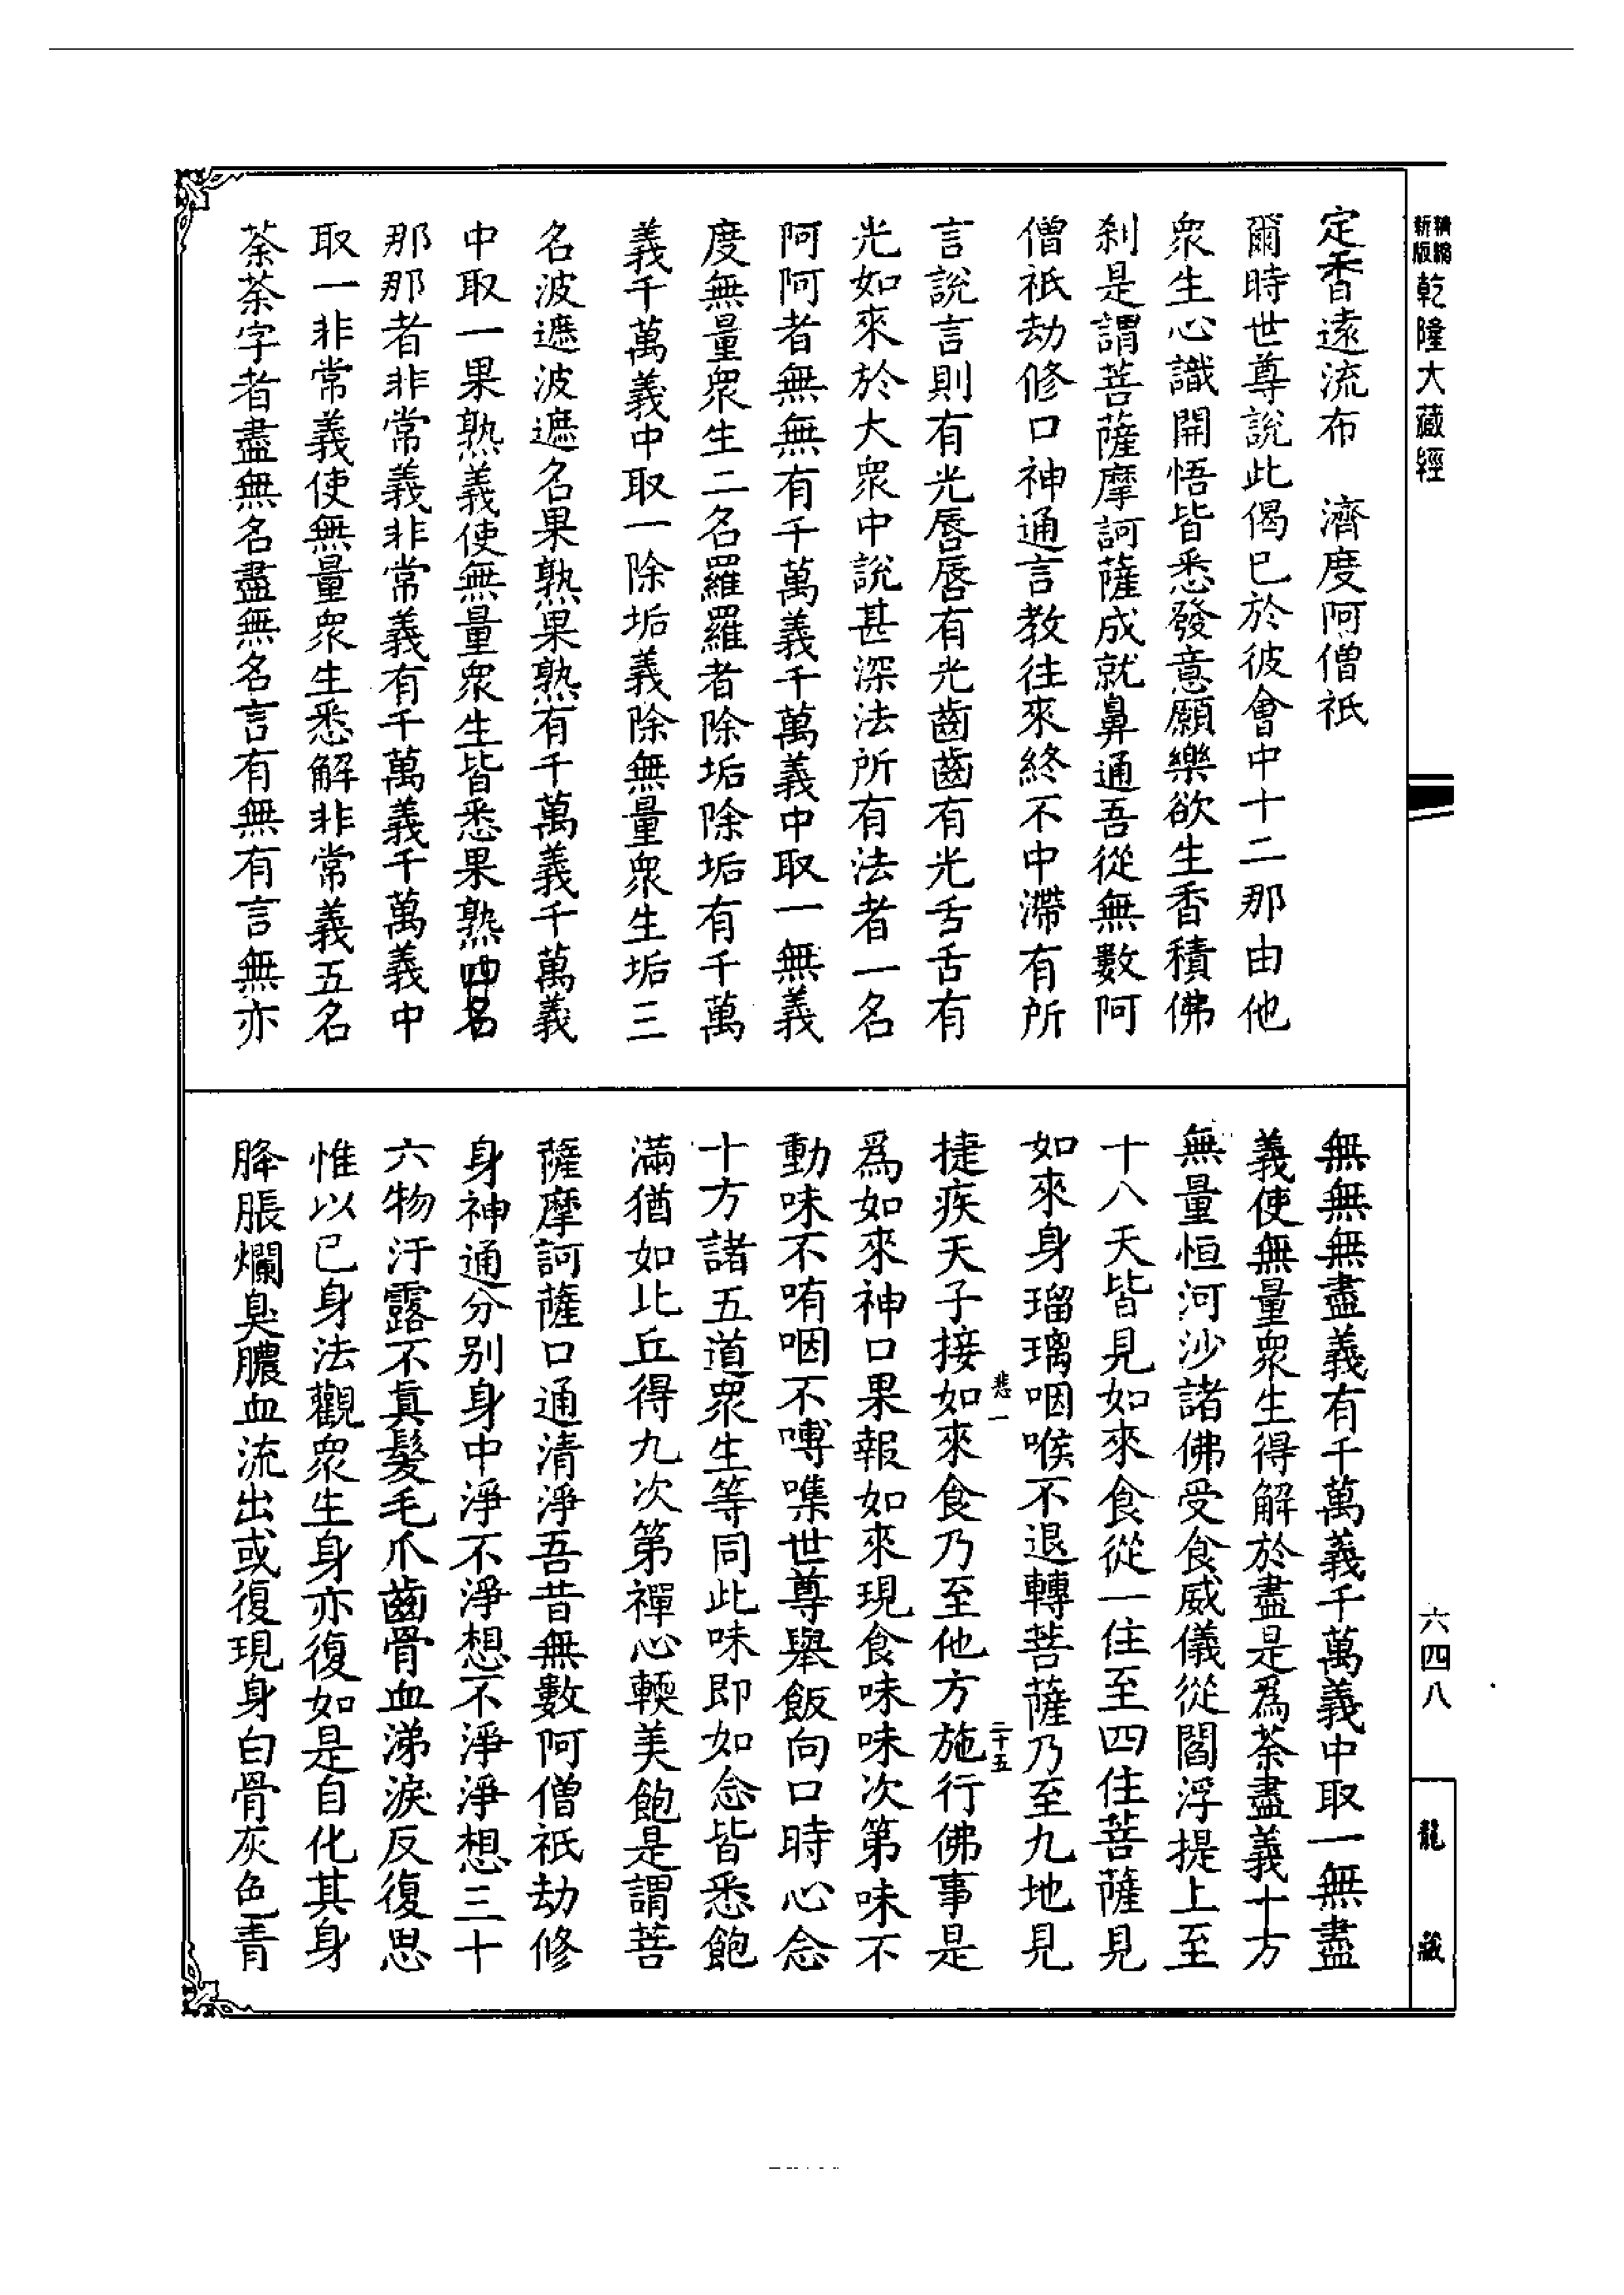 新版精縮
乾隆大藏經
定香遠流布　濟度阿僧祇
爾時世尊說此偈已於彼會中十二那由他
衆生心識開悟皆悉發意願樂欲生香積佛
刹是謂菩薩摩訶薩成就鼻通吾從無數阿
僧祇劫修口神通言教往來終不中滯有所
言說言則有光唇唇有光齒齒有光舌舌有
光如來於大衆中說甚深法所有法者一名
阿阿者無無有千萬義千萬義中取一無義
度無量衆生二名羅羅者除垢除垢有千萬
義千萬義中取一除垢義除無量衆生垢三
名波遮波遮名果熟果熟有千萬義千萬義
中取一果熟義使無量衆生皆悉果熟四名
那那者非常義非常義有千萬義千萬義中
取一非常義使無量衆生悉解非常義五名
荼荼字者盡無名盡無名言有無有言無亦
無無無盡義有千萬義千萬義中取一無盡
義使無量衆生得解於盡是爲荼盡義十方
無量恒河沙諸佛受食威儀從閻浮提上至
十八天皆見如來食從一住至四住菩薩見
如來身瑠璃咽喉不退轉菩薩乃至九地見
悲一　二十五
捷疾天子接如來食乃至他方施行佛事是
爲如來神口果報如來現食味味次第味不
動味不唷咽不嗶噍世尊舉飯向口時心念
十方諸五道衆生等同此味即如念皆悉飽
滿猶如比丘得九次第禪心輭美飽是謂菩
薩摩訶薩口通清淨吾昔無數阿僧祇劫修
身神通分別身中淨不淨想不淨淨想三十
六物汙露不眞髮毛爪齒骨血涕淚反復思
惟以已身法觀衆生身亦復如是自化其身
胮脹爛臭膿血流出或復現身白骨灰色青
六四八
龍藏